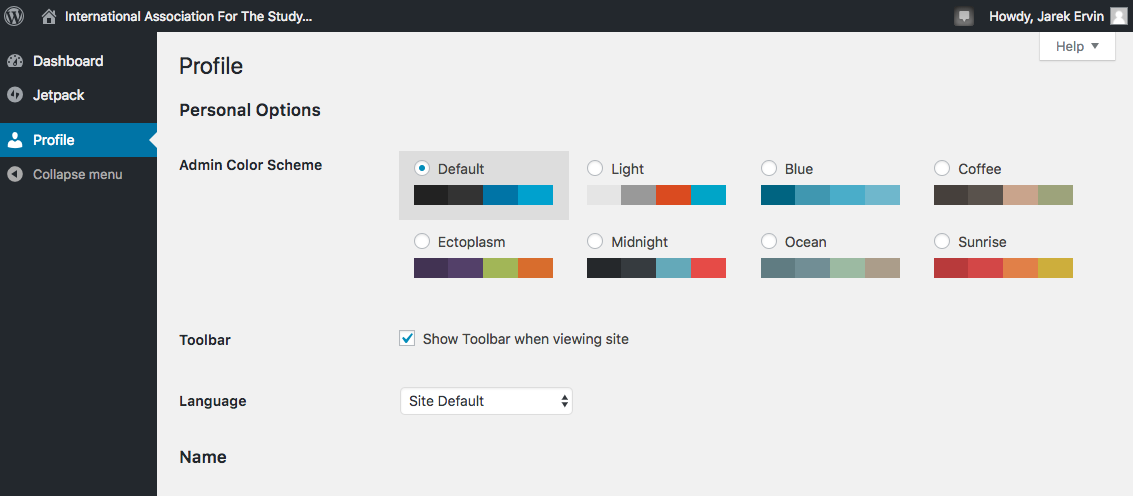 International Association For The Study...
Howdy, Jarek Ervin
Help
Dashboard
Jetpack
Profile
Collapse menu
Profile
Personal Options
Admin Color Scheme
Default
Light
Blue
Coffee
Ectoplasm
Midnight
Ocean
Sunrise
Toolbar
Show Toolbar when viewing site
Language
Site Default
Name